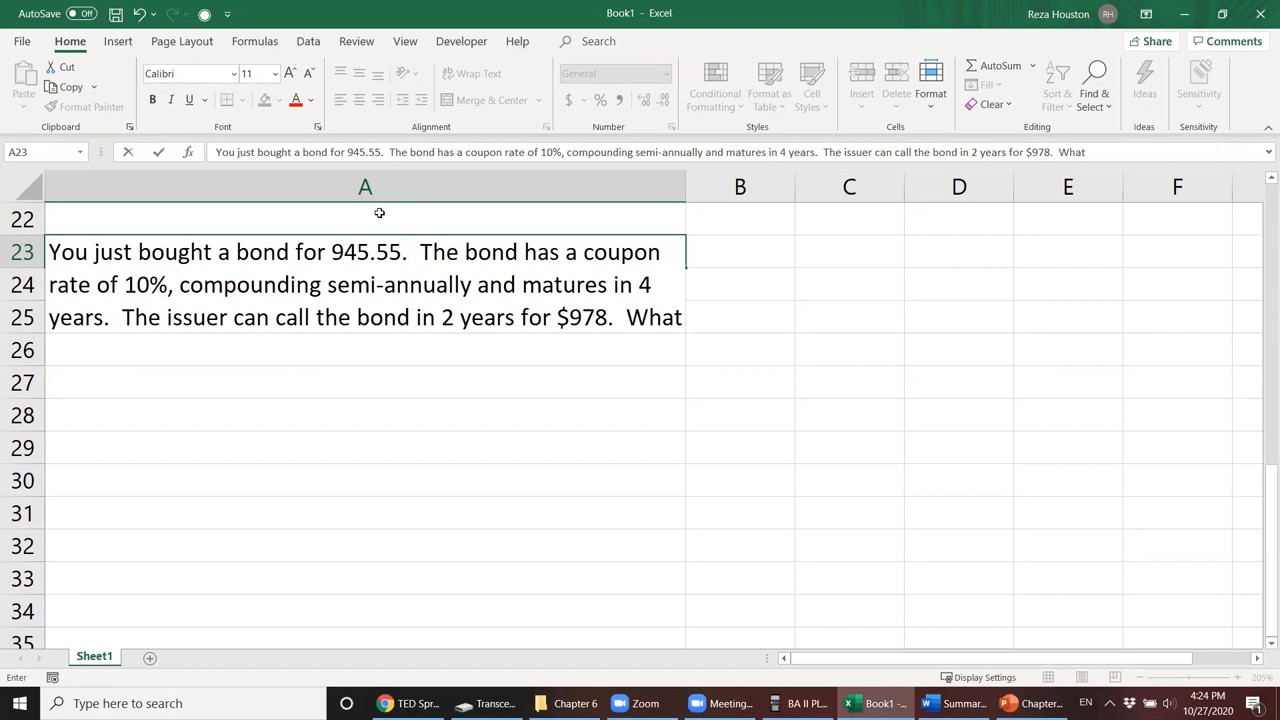 AutoSave Off
Book1 - Excel
Reza Houston RH
File Home Insert Page Layout Formulas Data Review View Developer Help Search
Share Comments
Paste
Cut
Copy
Format Painter
Clipboard
Calibri 11
B I U
Font
Wrap Text
Merge & Center
Alignment
General
$ % ,
Number
Conditional Formatting
Format as Table
Cell Styles
Styles
Insert Delete Format
Cells
AutoSum
Fill
Clear
Sort & Filter
Find & Select
Editing
Ideas
Ideas
Sensitivity
Sensitivity
A23
fx
You just bought a bond for 945.55.  The bond has a coupon rate of 10%, compounding semi-annually and matures in 4 years.  The issuer can call the bond in 2 years for $978.  What
A B C D E F
22
23 You just bought a bond for 945.55.  The bond has a coupon
24 rate of 10%, compounding semi-annually and matures in 4
25 years.  The issuer can call the bond in 2 years for $978.  What
26
27
28
29
30
31
32
33
34
35
Sheet1
Enter
Display Settings
205%
Type here to search
TED Spr...
Transce...
Chapter 6
Zoom
Meeting...
BA II PL...
Book1 -...
Summar...
Chapter...
EN
4:24 PM
10/27/2020
1